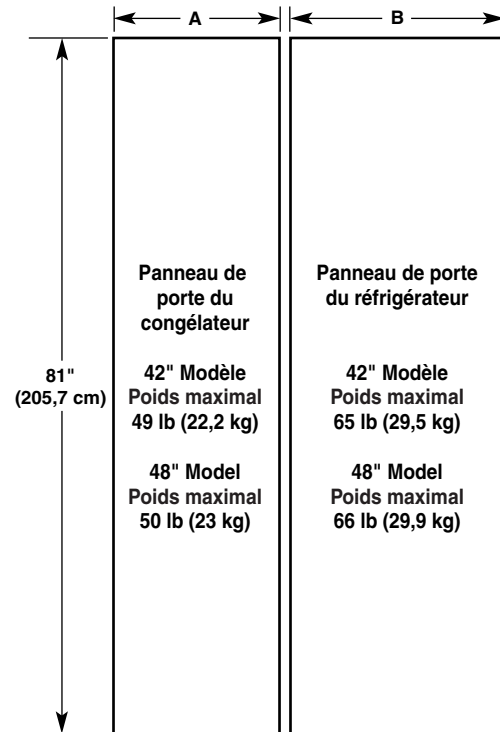 A
B
Panneau de
porte du
congélateur
42" Modèle
Poids maximal
49 lb (22,2 kg)
48" Model
Poids maximal
50 lb (23 kg)
Panneau de porte
du réfrigérateur
42" Modèle
Poids maximal
65 lb (29,5 kg)
48" Model
Poids maximal
66 lb (29,9 kg)
81"
(205,7 cm)